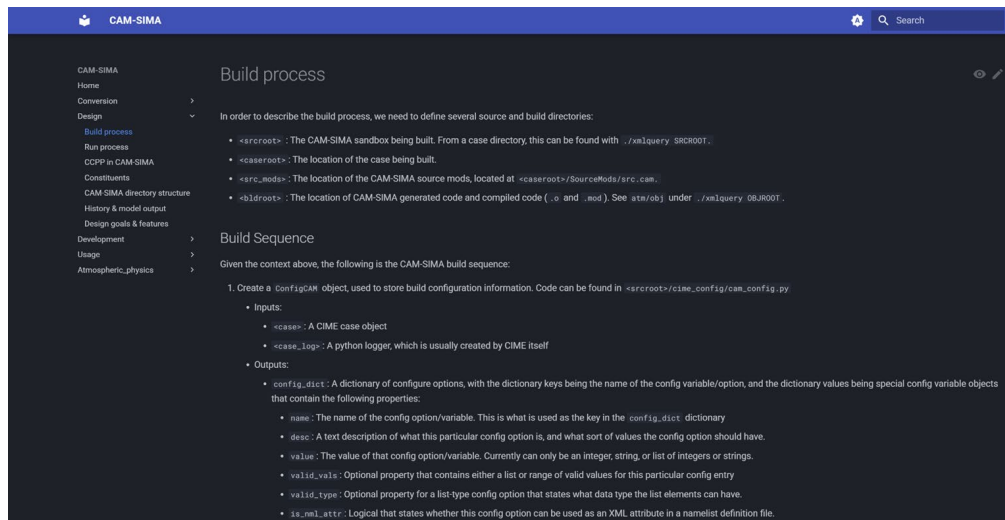 CAM-SIMA
Search
CAM-SIMA
Home
Conversion
Design
Build process
Run process
CCPP in CAM-SIMA
Constituents
CAM-SIMA directory structure
History & model output
Design goals & features
Development
Usage
Atmospheric_physics
Build process
In order to describe the build process, we need to define several source and build directories:
• <srcroot> : The CAM-SIMA sandbox being built. From a case directory, this can be found with ./xmlquery SRCROOT.
• <caseroot> : The location of the case being built.
• <src_mods> : The location of the CAM-SIMA source mods, located at <caseroot>/SourceMods/src.cam.
• <bldroot> : The location of CAM-SIMA generated code and compiled code ( .o and .mod ). See atm/obj under ./xmlquery OBJROOT .
Build Sequence
Given the context above, the following is the CAM-SIMA build sequence:
1. Create a ConfigCAM object, used to store build configuration information. Code can be found in <srcroot>/cime_config/cam_config.py
• Inputs:
• <case> : A CIME case object
• <case_log> : A python logger, which is usually created by CIME itself
• Outputs:
• config_dict : A dictionary of configure options, with the dictionary keys being the name of the config variable/option, and the dictionary values being special config variable objects
that contain the following properties:
• name : The name of the config option/variable. This is what is used as the key in the config_dict dictionary
• desc : A text description of what this particular config option is, and what sort of values the config option should have.
• value : The value of that config option/variable. Currently can only be an integer, string, or list of integers or strings.
• valid_vals : Optional property that contains either a list or range of valid values for this particular config entry
• valid_type : Optional property for a list-type config option that states what data type the list elements can have.
• is_nml_attr : Logical that states whether this config option can be used as an XML attribute in a namelist definition file.